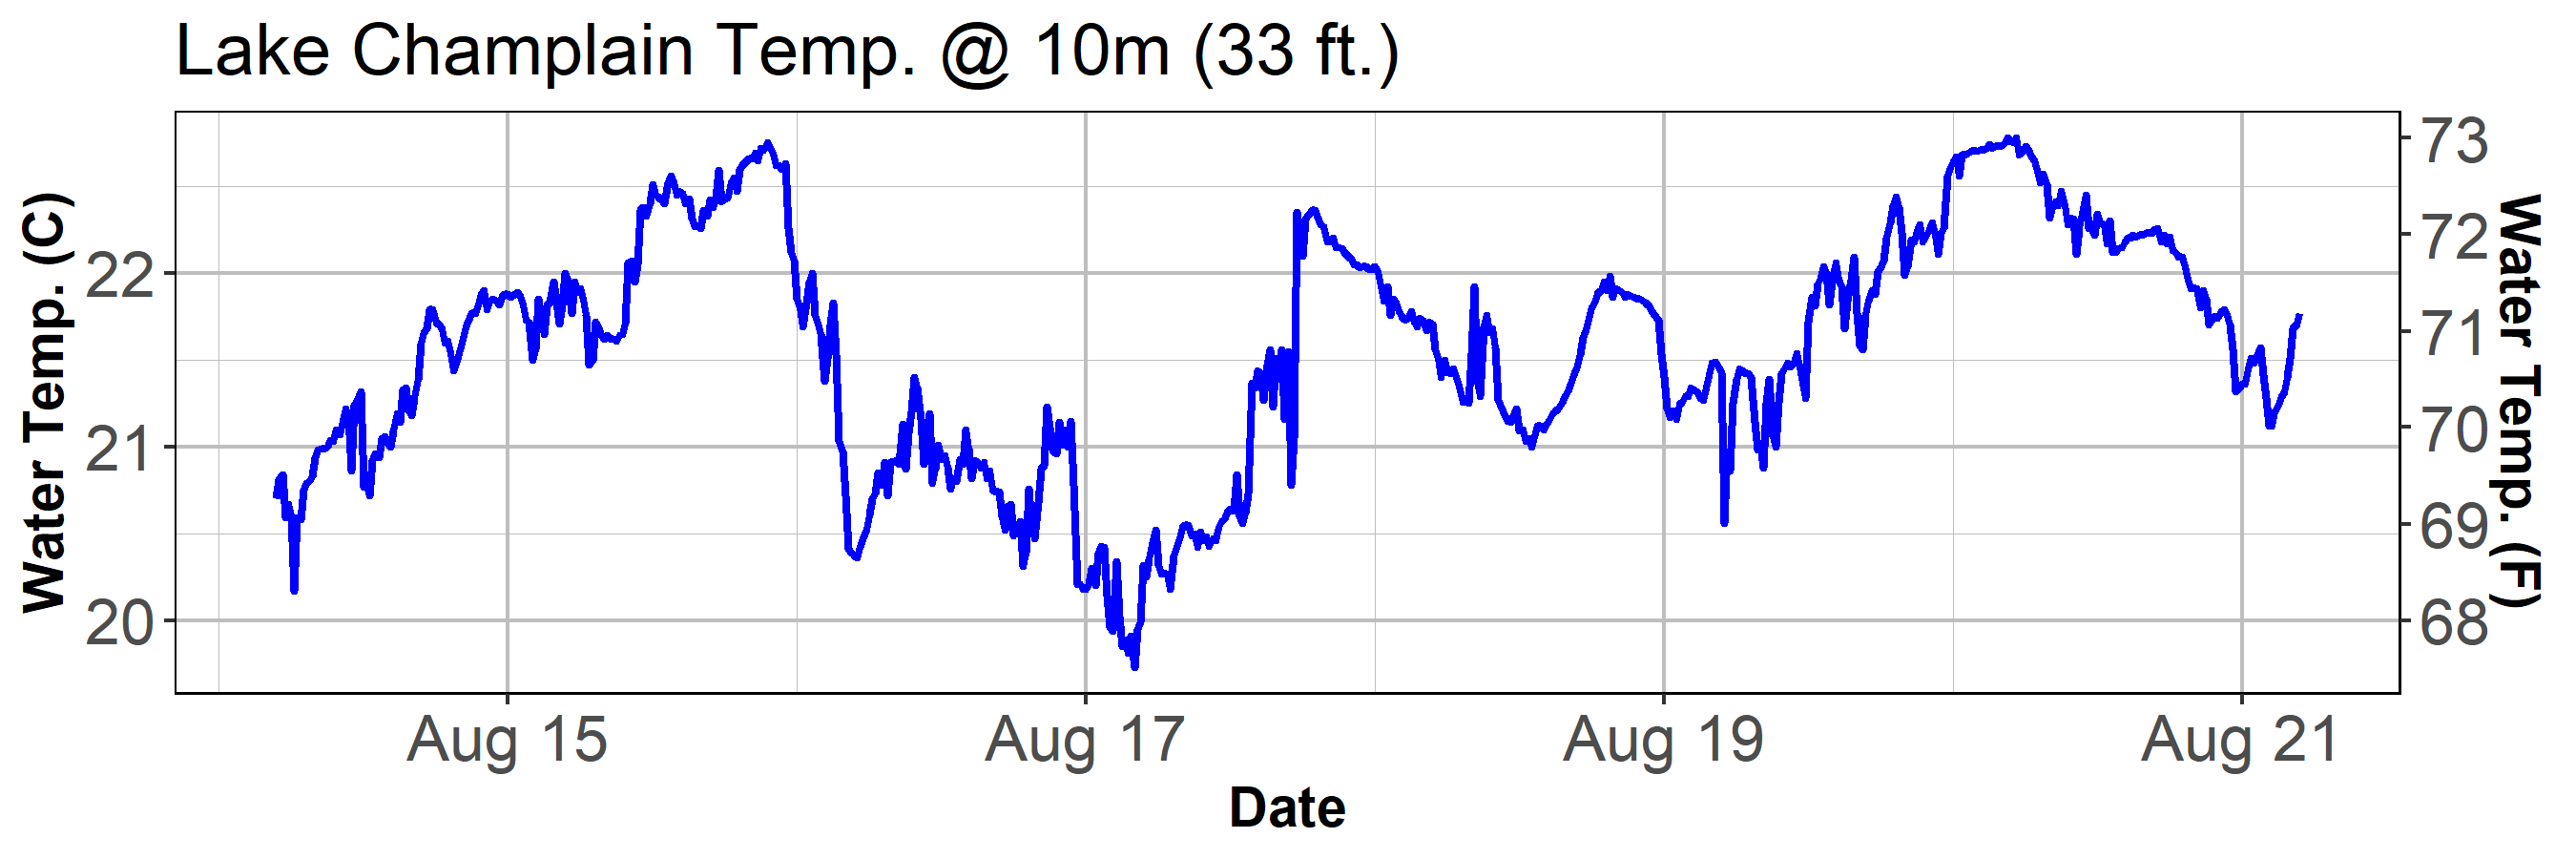 Lake Champlain Temp. @ 10m (33 ft.)
Water Temp. (C)
22
21
20
73
72
71
70
69
68
Water Temp. (F)
Aug 15 Aug 17 Aug 19 Aug 21
Date